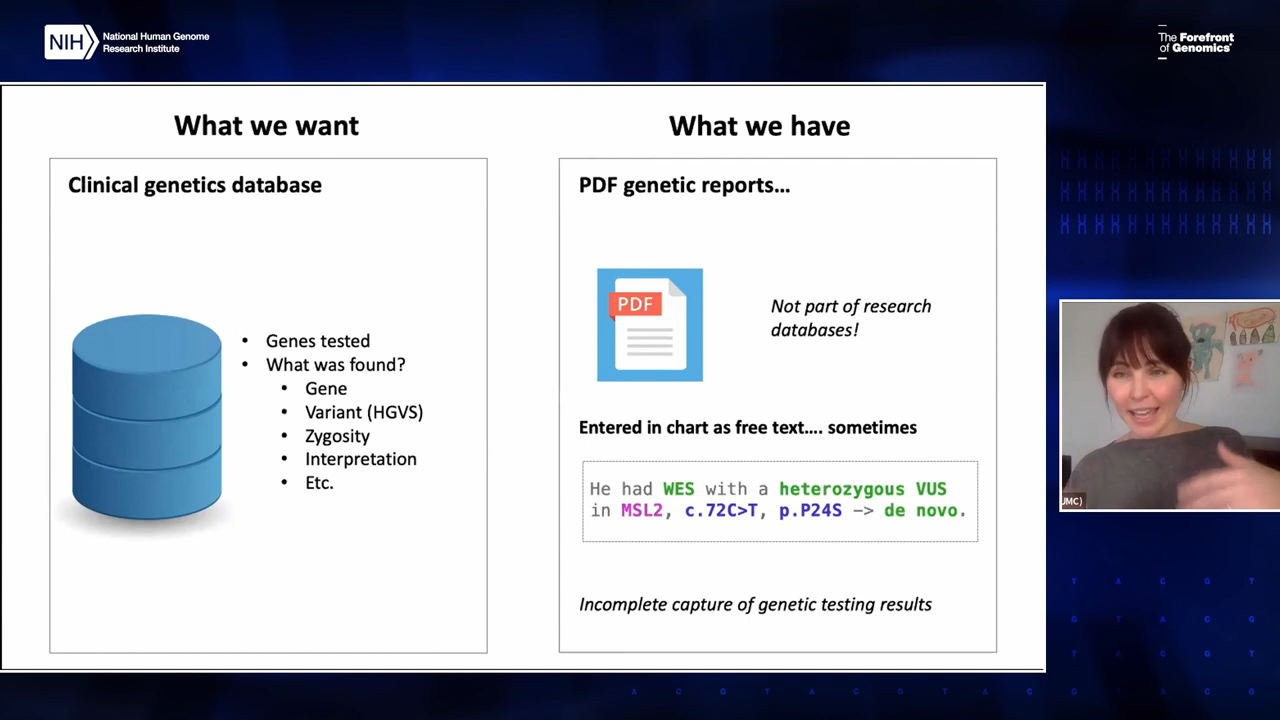 NIH
National Human Genome
Research Institute
The Forefront
of Genomics®
What we want
What we have
Clinical genetics database
• Genes tested
• What was found?
• Gene
• Variant (HGVS)
• Zygosity
• Interpretation
• Etc.
PDF genetic reports...
PDF
Not part of research
databases!
Entered in chart as free text.... sometimes
He had WES with a heterozygous VUS
in MSL2, c.72C>T, p.P24S -> de novo.
Incomplete capture of genetic testing results
UMC)
T A C G T
G T A C G
T A C G T
A C G T A C G T A C G T A C G